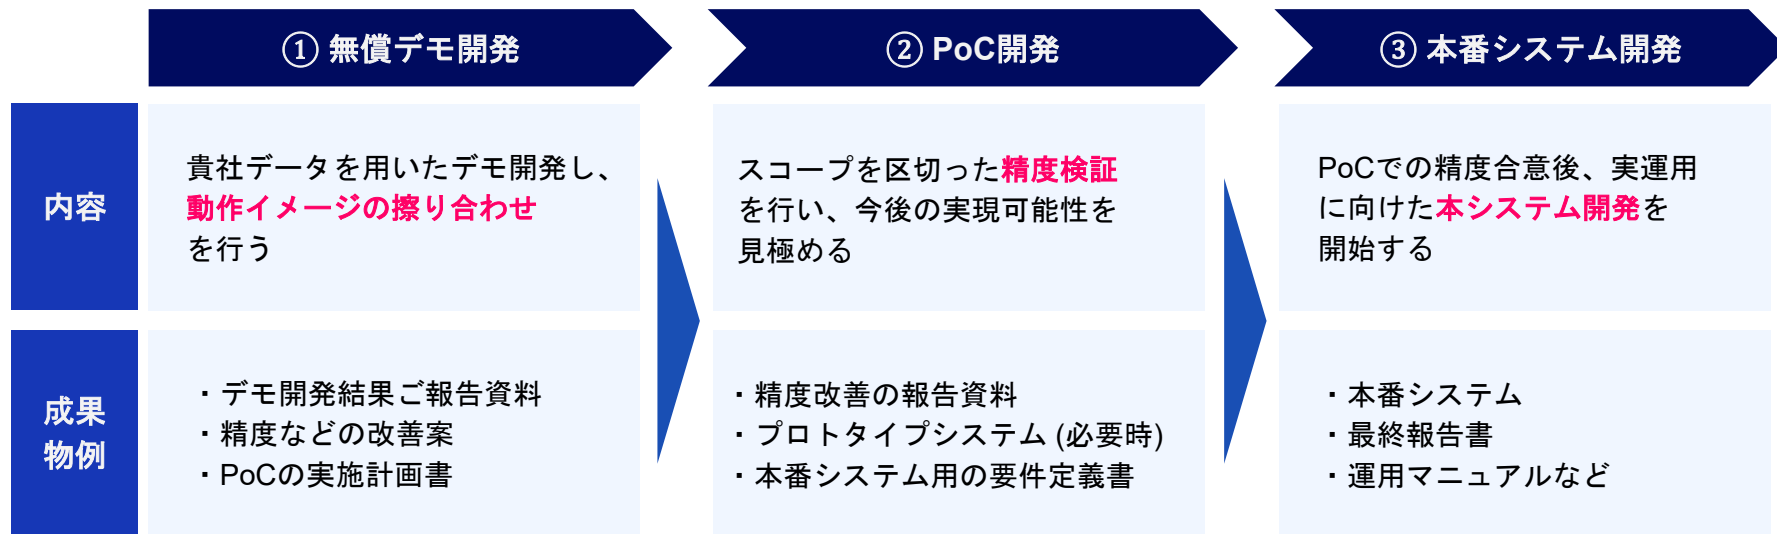 ① 無償デモ開発
② PoC開発
③ 本番システム開発
内容
貴社データを用いたデモ開発し、
動作イメージの擦り合わせ
を行う
スコープを区切った精度検証
を行い、今後の実現可能性を
見極める
PoCでの精度合意後、実運用
に向けた本システム開発を
開始する
成果
物例
・デモ開発結果ご報告資料
・精度などの改善案
・PoCの実施計画書
・精度改善の報告資料
・プロトタイプシステム (必要時)
・本番システム用の要件定義書
・本番システム
・最終報告書
・運用マニュアルなど